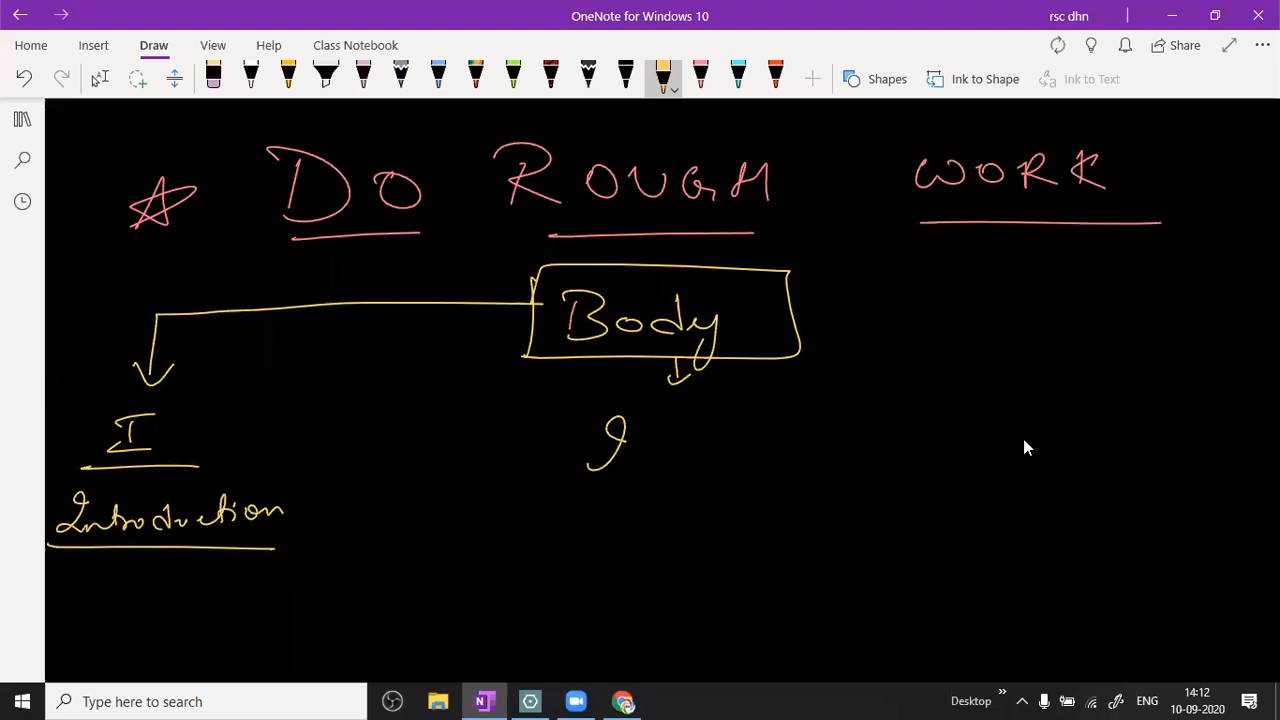 OneNote for Windows 10
rsc dhn
Home Insert Draw View Help Class Notebook
Share
Shapes
Ink to Shape
Ink to Text
DO ROUGH WORK
Body
I
Introduction
Type here to search
Desktop
ENG
14:12
10-09-2020